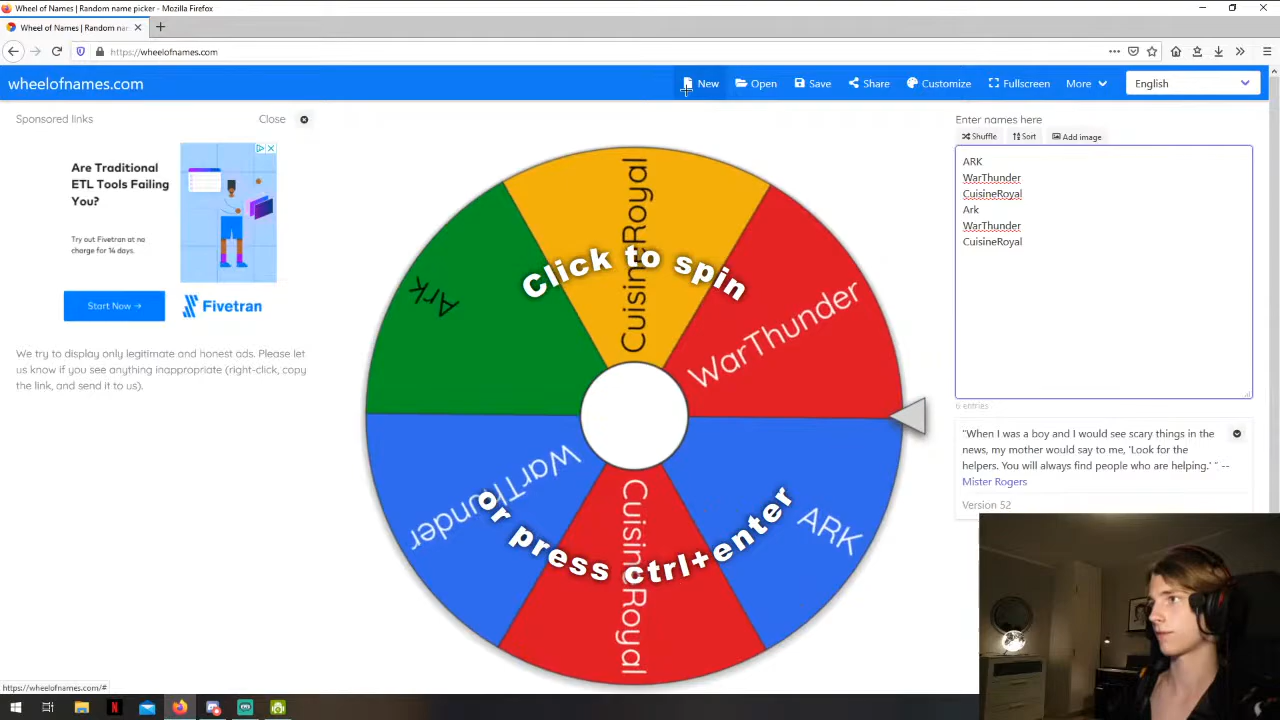 Wheel of Names | Random name picker - Mozilla Firefox
Wheel of Names | Random nar
https://wheelofnames.com
wheelofnames.com
New
Open
Save
Share
Customize
Fullscreen
More
English
Sponsored links
Close
Are Traditional
ETL Tools Failing
You?
Try out Fivetran at no
charge for 14 days.
Start Now →
Fivetran
We try to display only legitimate and honest ads. Please let
us know if you see anything inappropriate (right-click, copy
the link, and send it to us).
CuisineRoyal
WarThunder
Ark
Click to spin
WarThunder
CuisineRoyal
ARK
or press ctrl+enter
Enter names here
Shuffle
Sort
Add image
ARK
WarThunder
CuisineRoyal
Ark
WarThunder
CuisineRoyal
6 entries
"When I was a boy and I would see scary things in the
news, my mother would say to me, 'Look for the
helpers. You will always find people who are helping.' " --
Mister Rogers
Version 52
https://wheelofnames.com/#